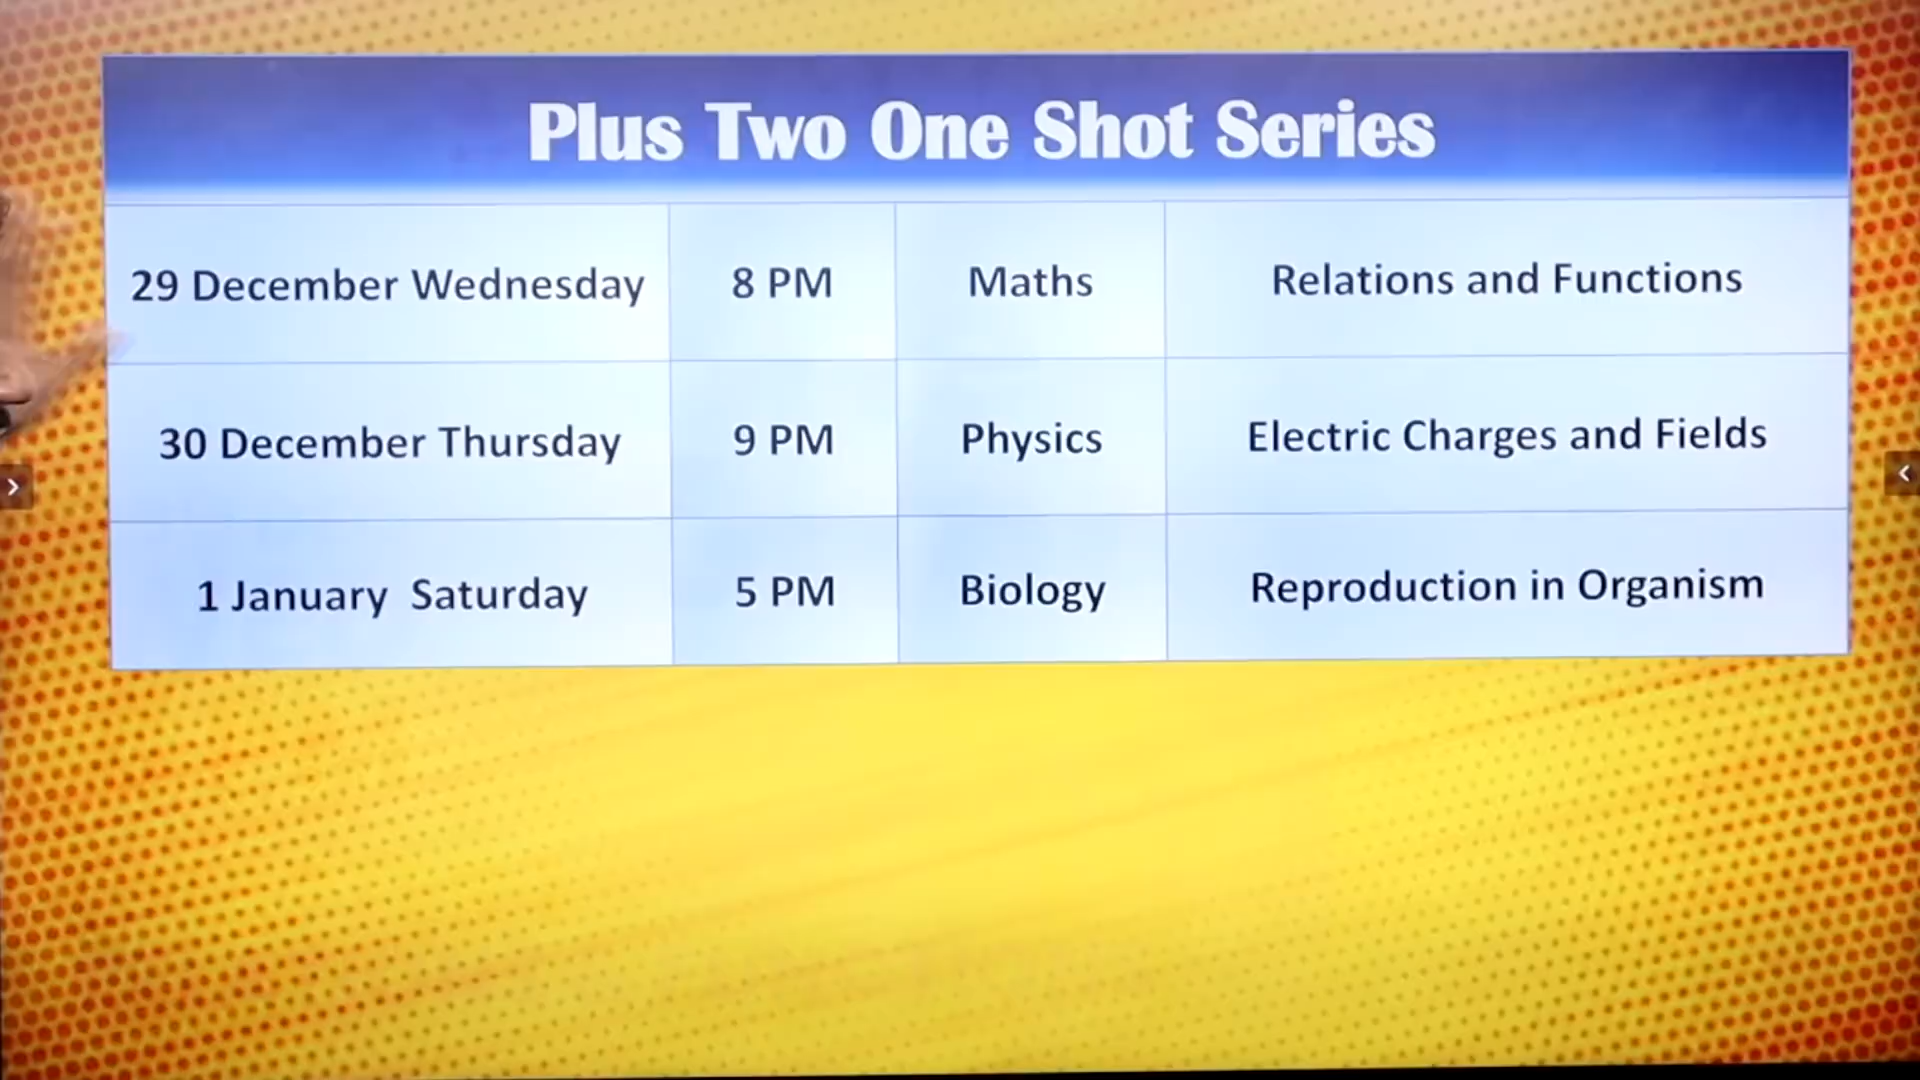 Plus Two One Shot Series
29 December Wednesday 8 PM Maths Relations and Functions
30 December Thursday 9 PM Physics Electric Charges and Fields
1 January Saturday 5 PM Biology Reproduction in Organism